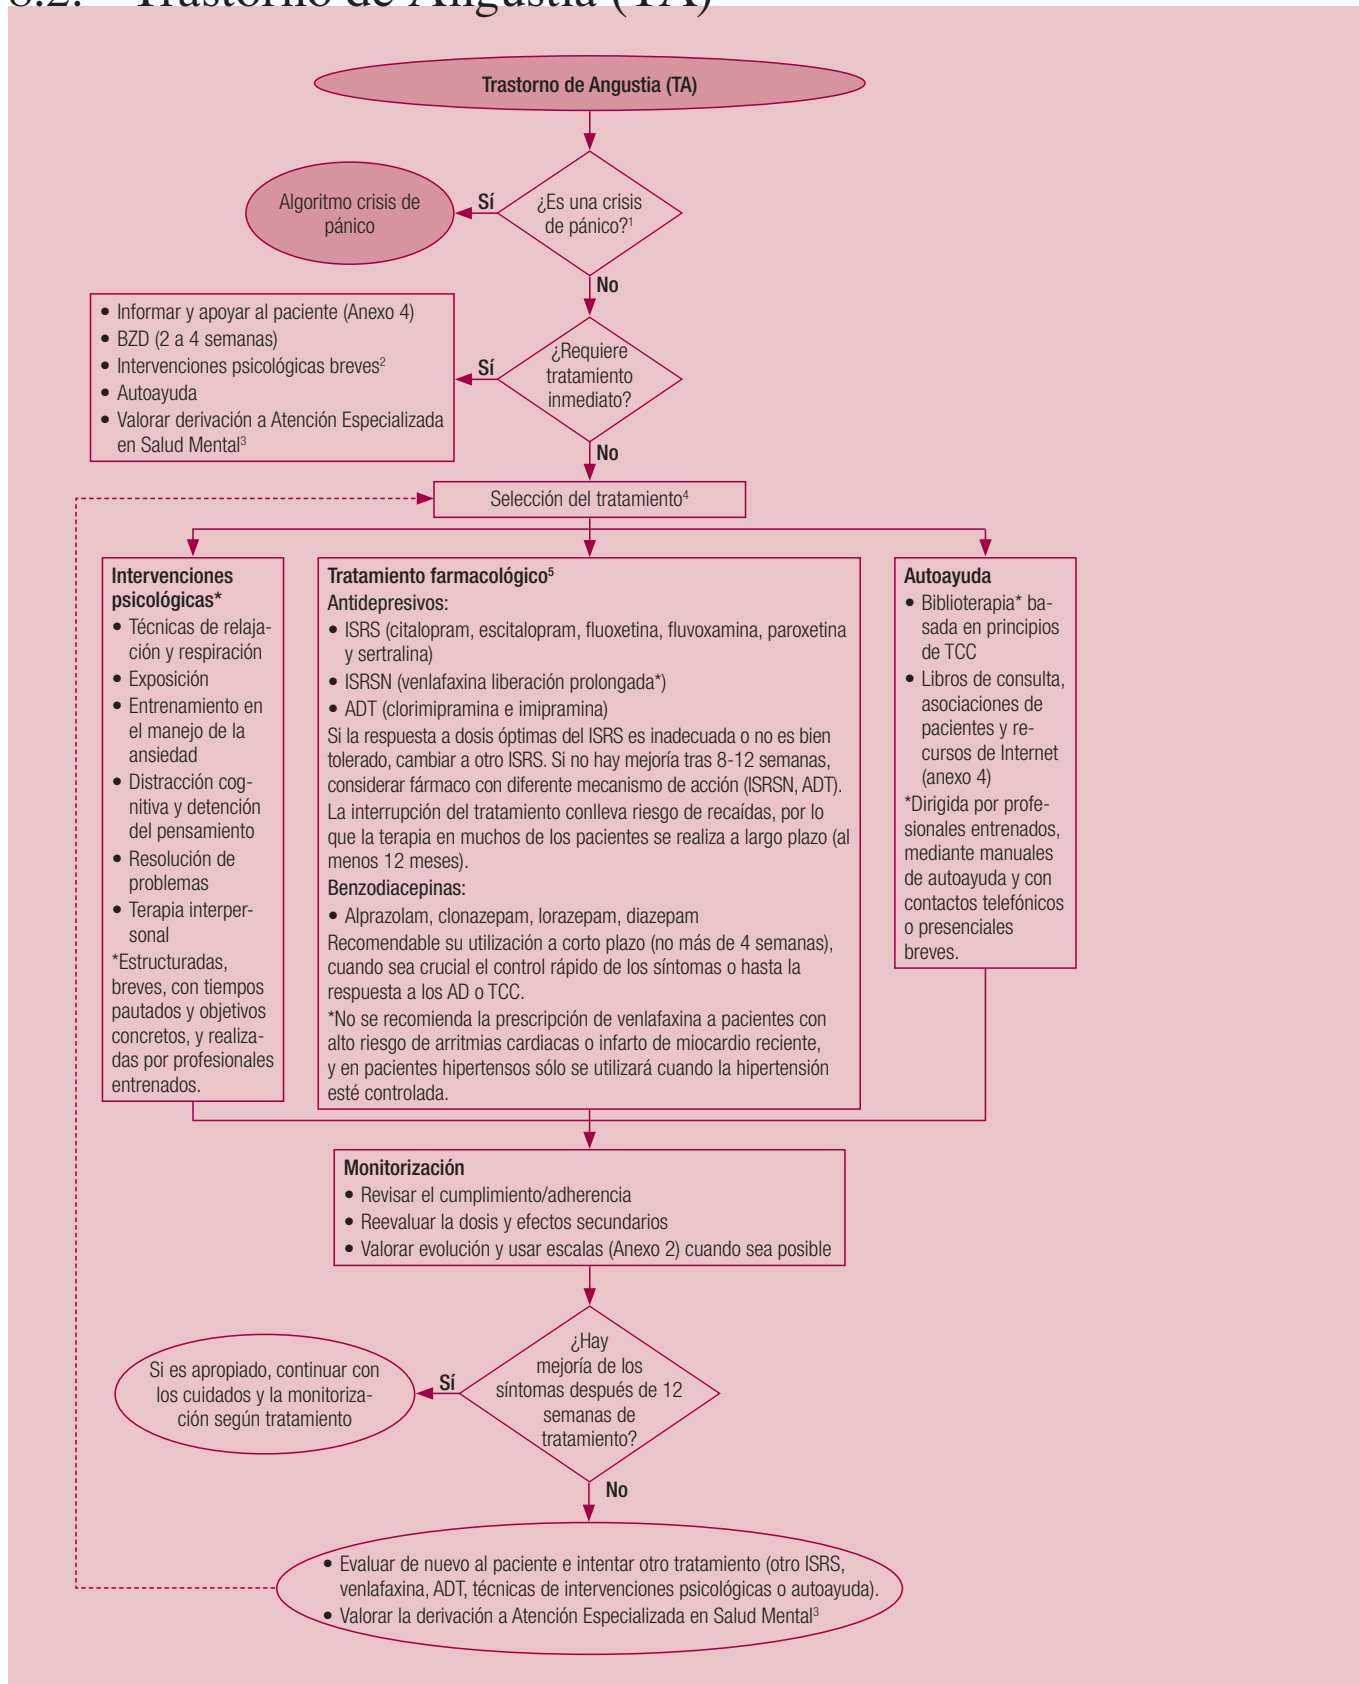 8.2. Trastorno de Angustia (TA)
Trastorno de Angustia (TA)
¿Es una crisis
de pánico?1
Sí
Algoritmo crisis de
pánico
No
¿Requiere
tratamiento
inmediato?
Sí
• Informar y apoyar al paciente (Anexo 4)
• BZD (2 a 4 semanas)
• Intervenciones psicológicas breves2
• Autoayuda
• Valorar derivación a Atención Especializada
en Salud Mental3
No
Selección del tratamiento4
Intervenciones
psicológicas*
• Técnicas de relaja-
ción y respiración
• Exposición
• Entrenamiento en
el manejo de la
ansiedad
• Distracción cog-
nitiva y detención
del pensamiento
• Resolución de
problemas
• Terapia interper-
sonal
*Estructuradas,
breves, con tiempos
pautados y objetivos
concretos, y realiza-
das por profesionales
entrenados.
Tratamiento farmacológico5
Antidepresivos:
• ISRS (citalopram, escitalopram, fluoxetina, fluvoxamina, paroxetina
y sertralina)
• ISRSN (venlafaxina liberación prolongada*)
• ADT (clorimipramina e imipramina)
Si la respuesta a dosis óptimas del ISRS es inadecuada o no es bien
tolerado, cambiar a otro ISRS. Si no hay mejoría tras 8-12 semanas,
considerar fármaco con diferente mecanismo de acción (ISRSN, ADT).
La interrupción del tratamiento conlleva riesgo de recaídas, por lo
que la terapia en muchos de los pacientes se realiza a largo plazo (al
menos 12 meses).
Benzodiacepinas:
• Alprazolam, clonazepam, lorazepam, diazepam
Recomendable su utilización a corto plazo (no más de 4 semanas),
cuando sea crucial el control rápido de los síntomas o hasta la
respuesta a los AD o TCC.
*No se recomienda la prescripción de venlafaxina a pacientes con
alto riesgo de arritmias cardiacas o infarto de miocardio reciente,
y en pacientes hipertensos sólo se utilizará cuando la hipertensión
esté controlada.
Autoayuda
• Biblioterapia* ba-
sada en principios
de TCC
• Libros de consulta,
asociaciones de
pacientes y re-
cursos de Internet
(anexo 4)
*Dirigida por profe-
sionales entrenados,
mediante manuales
de autoayuda y con
contactos telefónicos
o presenciales
breves.
Monitorización
• Revisar el cumplimiento/adherencia
• Reevaluar la dosis y efectos secundarios
• Valorar evolución y usar escalas (Anexo 2) cuando sea posible
¿Hay
mejoría de los
síntomas después de 12
semanas de
tratamiento?
Sí
Si es apropiado, continuar con
los cuidados y la monitoriza-
ción según tratamiento
No
• Evaluar de nuevo al paciente e intentar otro tratamiento (otro ISRS,
venlafaxina, ADT, técnicas de intervenciones psicológicas o autoayuda).
• Valorar la derivación a Atención Especializada en Salud Mental3